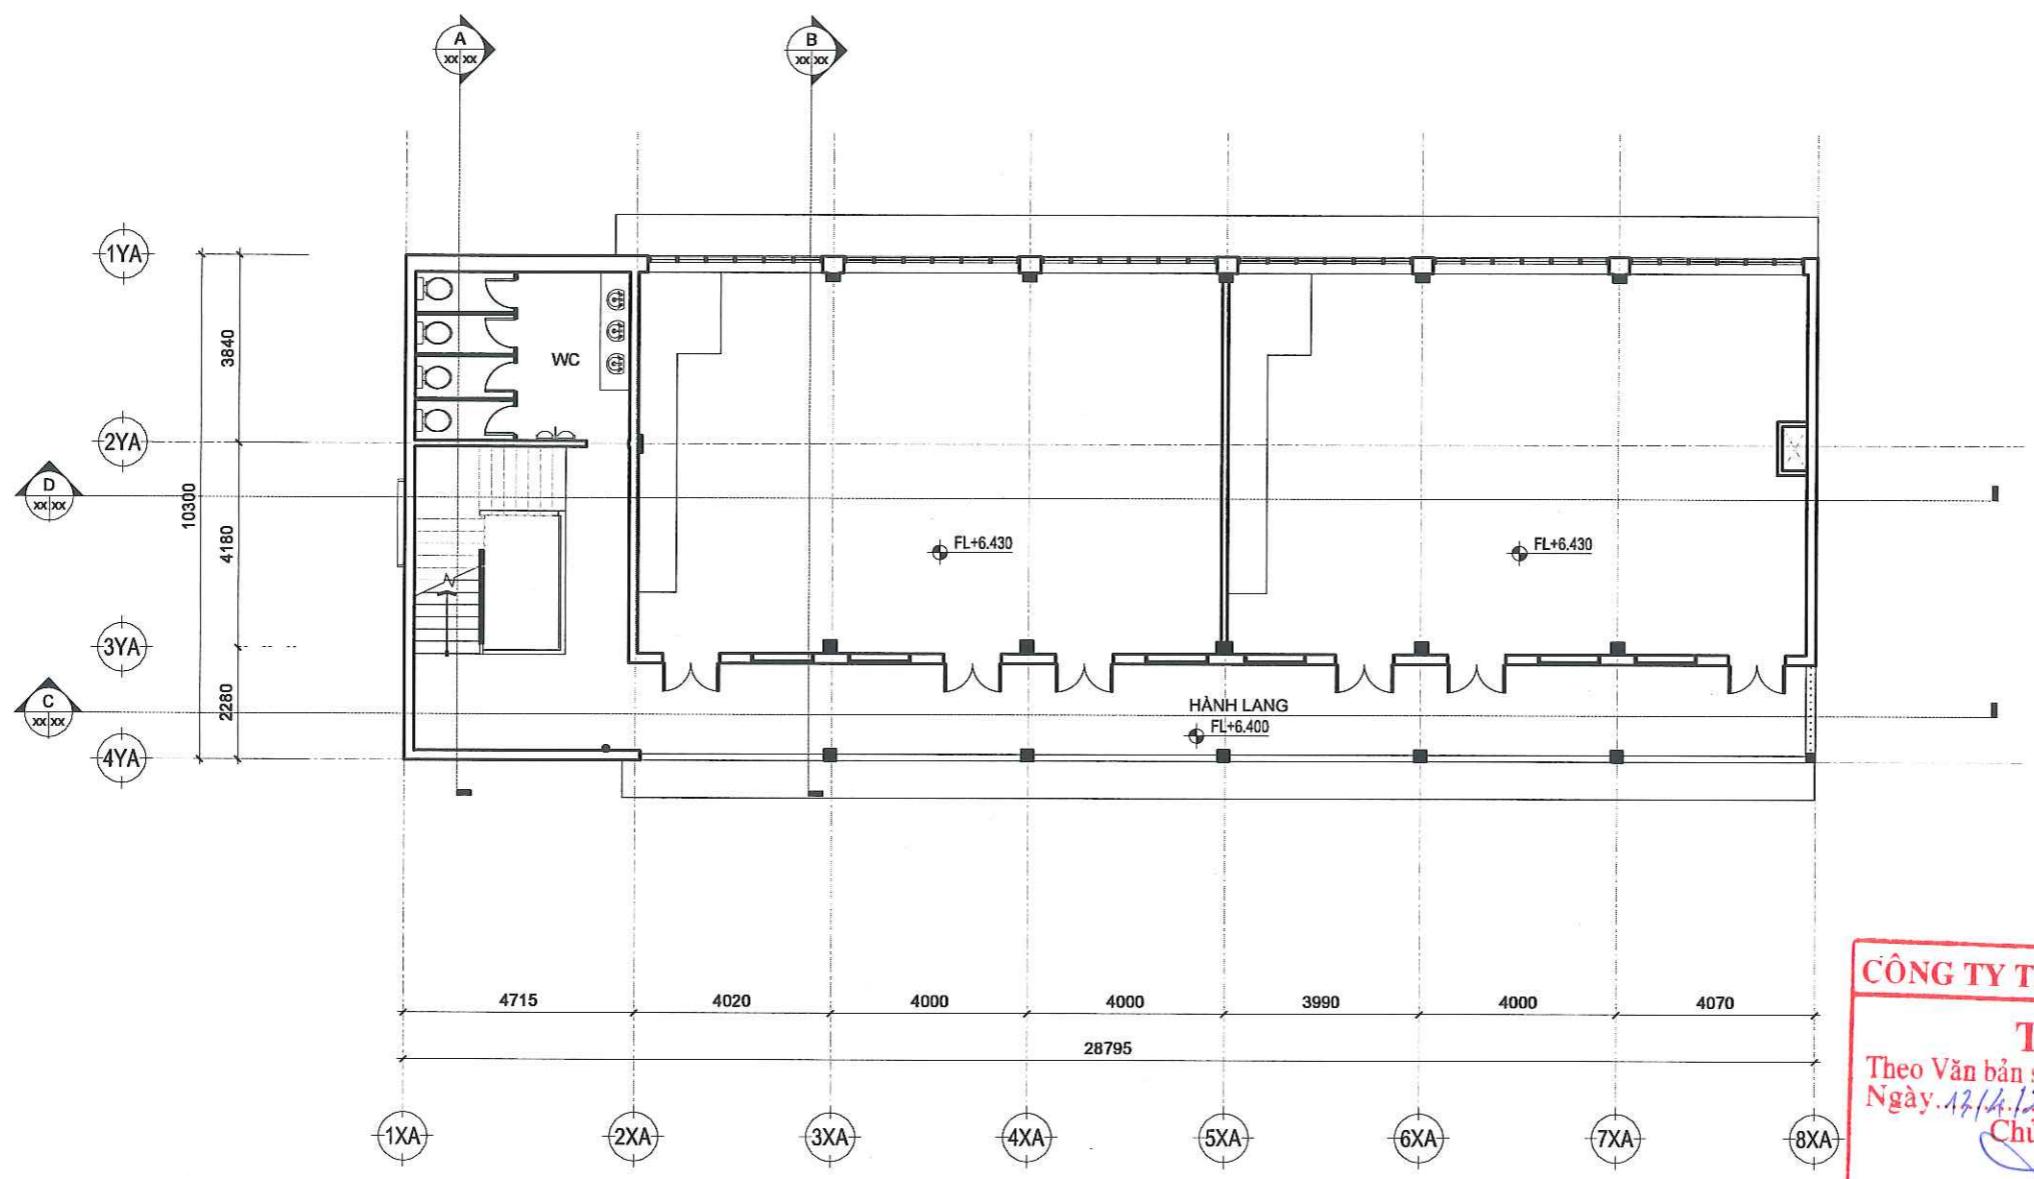 A
xx xx
B
xx xx
1YA
2YA
D
xx xx
3YA
C
xx xx
4YA
3840
10300
4180
2280
WC
FL+6.430
FL+6.430
HÀNH LANG
FL+6.400
4715
4020
4000
4000
3990
4000
4070
28795
1XA
2XA
3XA
4XA
5XA
6XA
7XA
8XA
CÔNG TY T
T
Theo Văn bản
Ngày